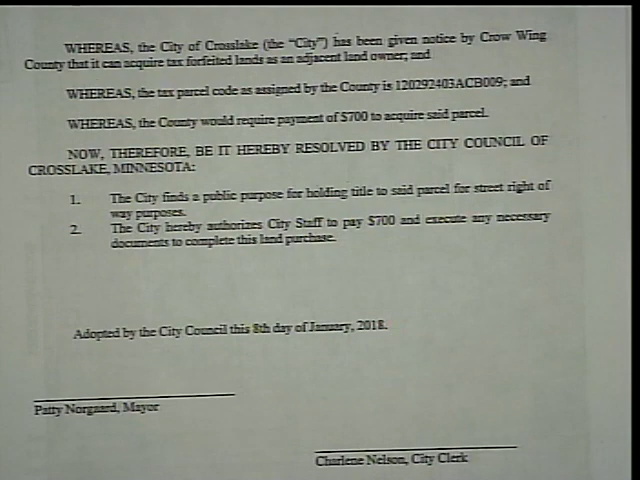 WHEREAS, the City of Crosslake (the "City") has been given notice by Crow Wing
County that it can acquire tax forfeited lands as an adjacent land owner; and
WHEREAS, the tax parcel code as assigned by the County is 120292403ACB009; and
WHEREAS, the County would require payment of $700 to acquire said parcel.
NOW, THEREFORE, BE IT HEREBY RESOLVED BY THE CITY COUNCIL OF
CROSSLAKE, MINNESOTA:
1. The City finds a public purpose for holding title to said parcel for street right of
way purposes.
2. The City hereby authorizes City Staff to pay $700 and execute any necessary
documents to complete this land purchase.
Adopted by the City Council this 8th day of January, 2018.
Patty Norgaard, Mayor
Charlene Nelson, City Clerk